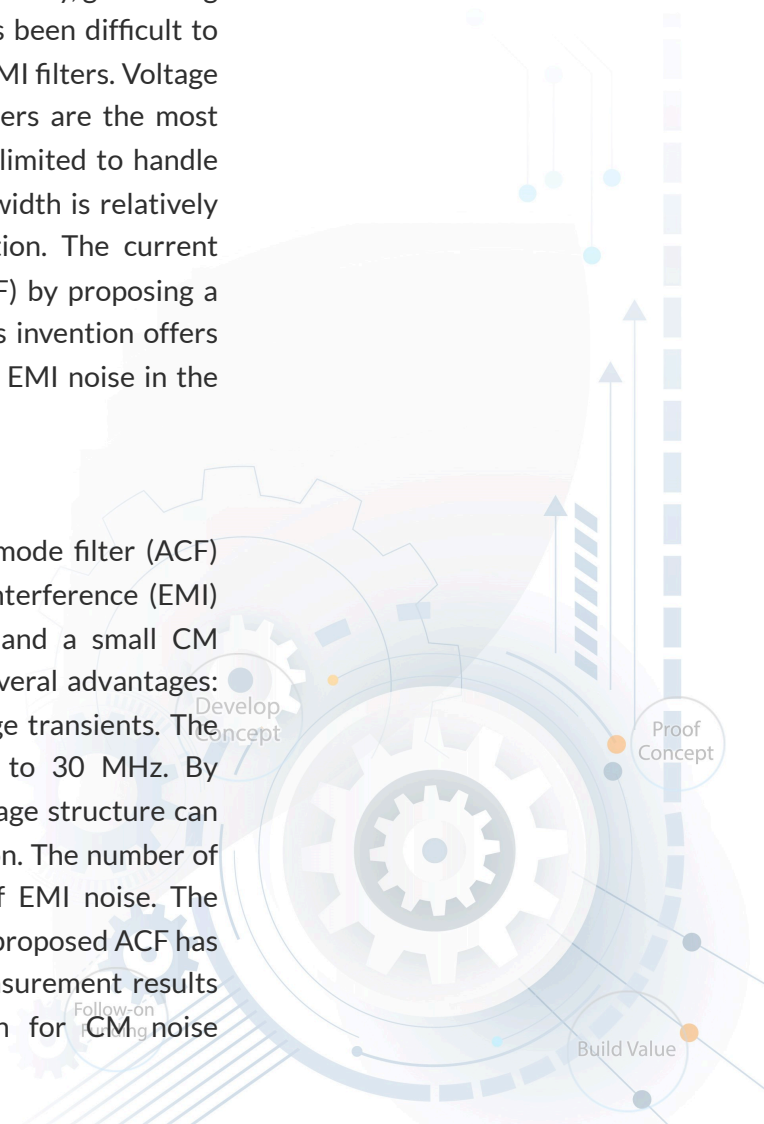 s been difficult to
MI filters. Voltage
ers are the most
limited to handle
width is relatively
tion. The current
F) by proposing a
s invention offers
EMI noise in the
mode filter (ACF)
nterference (EMI)
and a small CM
veral advantages:
ge transients. The
to 30 MHz. By
age structure can
n. The number of
f EMI noise. The
proposed ACF has
surement results
n for CM noise
Develop
Concept
Proof
Concept
Follow-on
Funding
Build Value